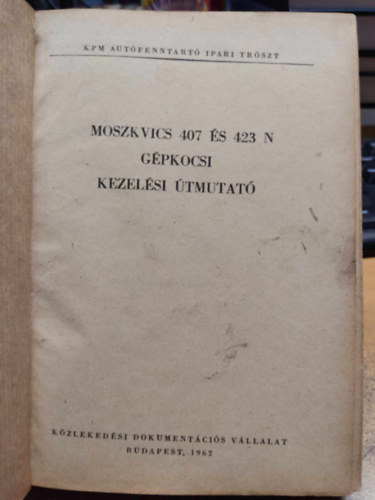 KPM AUTÓFENNTARTÓ IPARI TRÖSZT
MOSZKVICS 407 ÉS 423 N
GÉPKOCSI
KEZELÉSI ÚTMUTATÓ
KÖZLEKEDÉSI DOKUMENTÁCIÓS VÁLLALAT
BUDAPEST, 1962